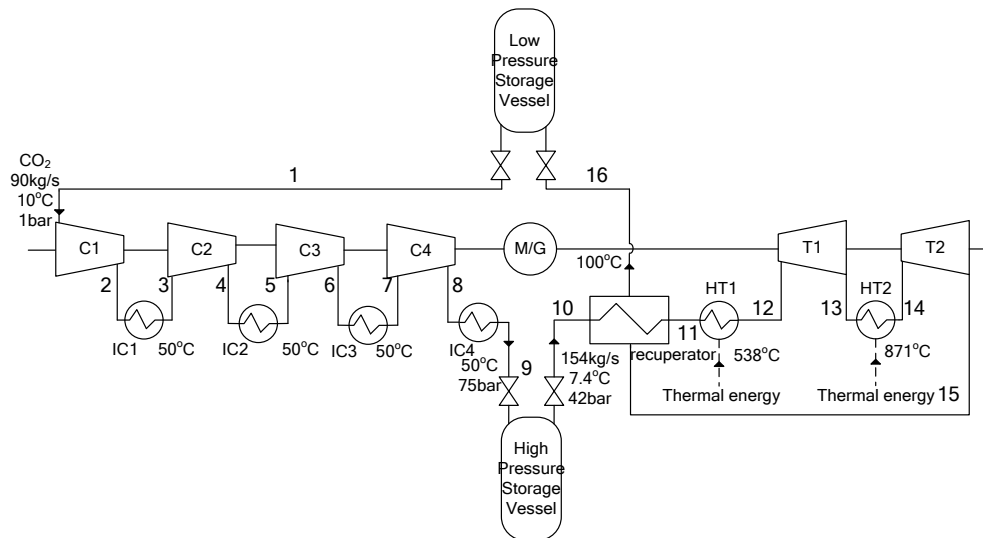 Low
Pressure
Storage
Vessel
CO₂
90kg/s
10°C
1bar
1
16
C1
C2
C3
C4
M/G
T1
T2
100°C
2
3
4
5
6
7
8
10
HT1
12
13
HT2
14
IC1
50°C
IC2
50°C
IC3
50°C
IC4
50°C
75bar
9
154kg/s
7.4°C
42bar
recuperator
11
538°C
871°C
Thermal energy
Thermal energy
15
High
Pressure
Storage
Vessel